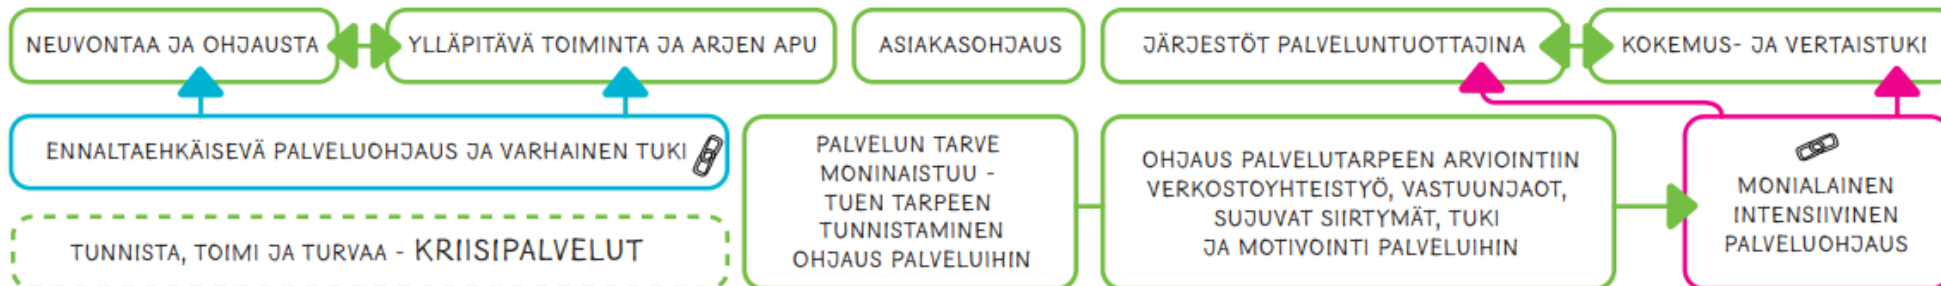 NEUVONTAA JA OHJAUSTA
YLLÄPITÄVÄ TOIMINTA JA ARJEN APU
ASIAKASOHJAUS
JÄRJESTÖT PALVELUNTUOTTAJINA
KOKEMUS- JA VERTAISTUKI
ENNALTAEHKÄISEVÄ PALVELUOHJAUS JA VARHAINEN TUKI
TUNNISTA, TOIMI JA TURVAA - KRIISIPALVELUT
PALVELUN TARVE
MONINAISTUU -
TUEN TARPEEN
TUNNISTAMINEN
OHJAUS PALVELUIHIN
OHJAUS PALVELUTARPEEN ARVIOINTIIN
VERKOSTOYHTEISTYÖ, VASTUUNJAOT,
SUJUVAT SIIRTYMÄT, TUKI
JA MOTIVOINTI PALVELUIHIN
MONIALAINEN
INTENSIIVINEN
PALVELUOHJAUS